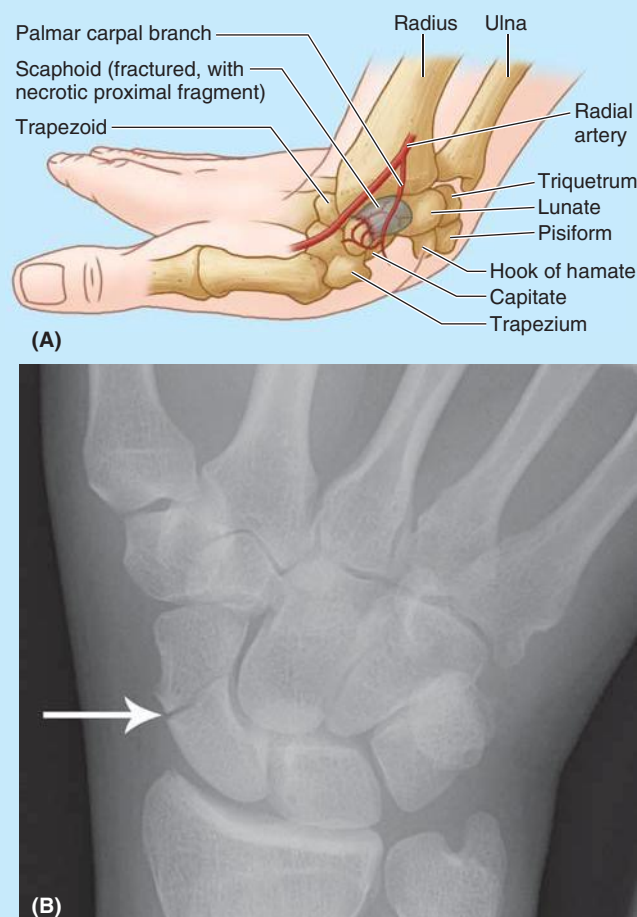 Palmar carpal branch
Scaphoid (fractured, with
necrotic proximal fragment)
Trapezoid
Radius
Ulna
Radial
artery
Triquetrum
Lunate
Pisiform
Hook of hamate
Capitate
Trapezium
(A)
(B)